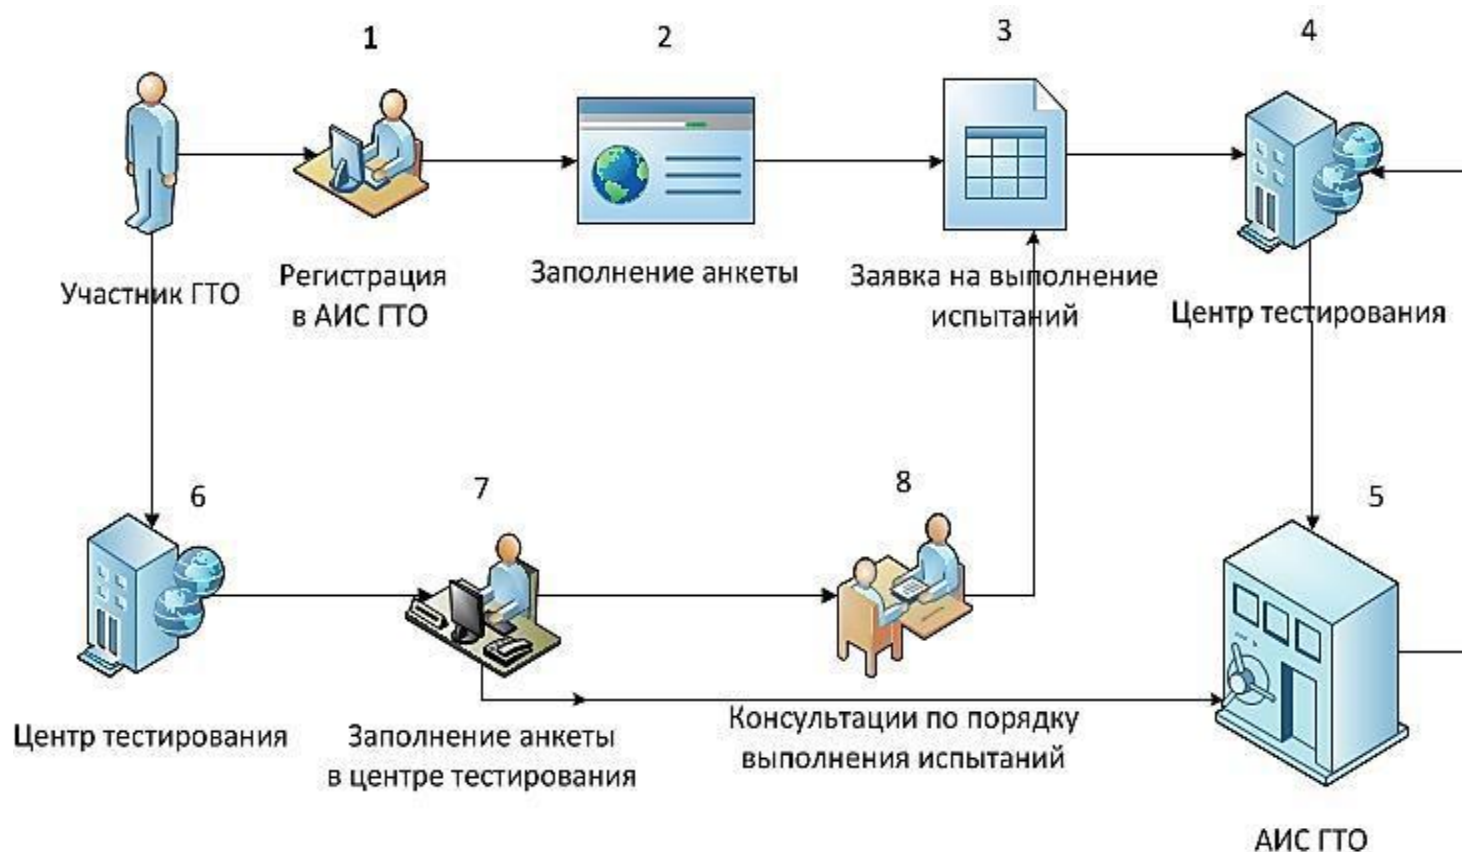 1
2
3
4
Участник ГТО
Регистрация
в АИС ГТО
Заполнение анкеты
Заявка на выполнение
испытаний
Центр тестирования
6
7
8
5
Центр тестирования
Заполнение анкеты
в центре тестирования
Консультации по порядку
выполнения испытаний
АИС ГТО